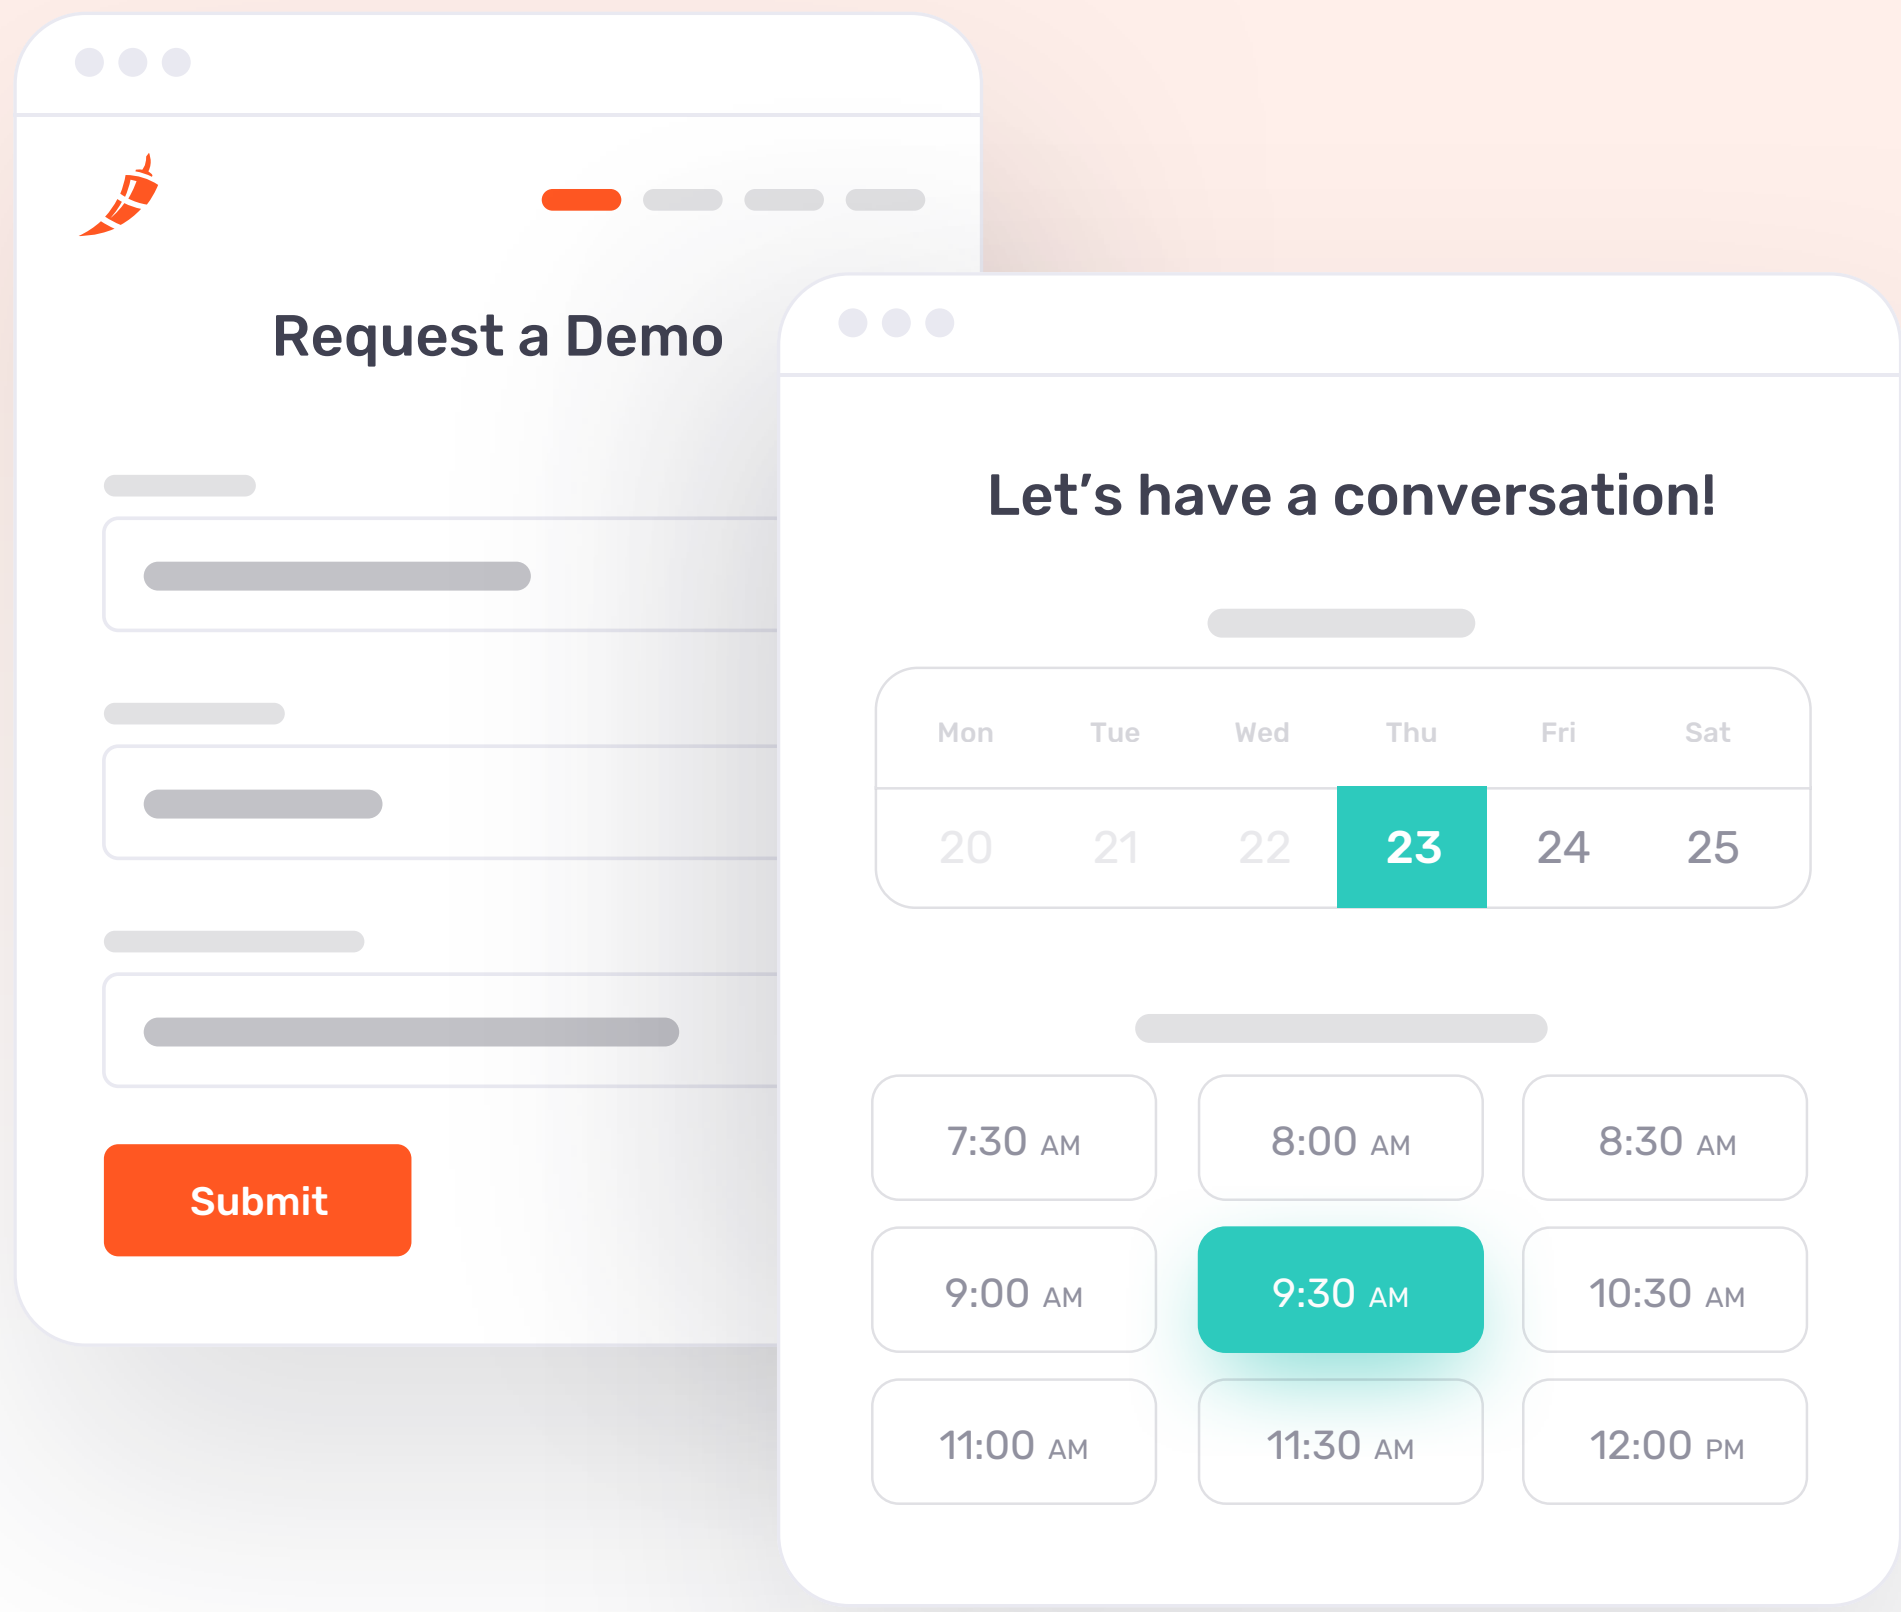 Request a Demo
Submit
Let’s have a conversation!
Mon Tue Wed Thu Fri Sat
20 21 22 23 24 25
7:30 AM 8:00 AM 8:30 AM
9:00 AM 9:30 AM 10:30 AM
11:00 AM 11:30 AM 12:00 PM